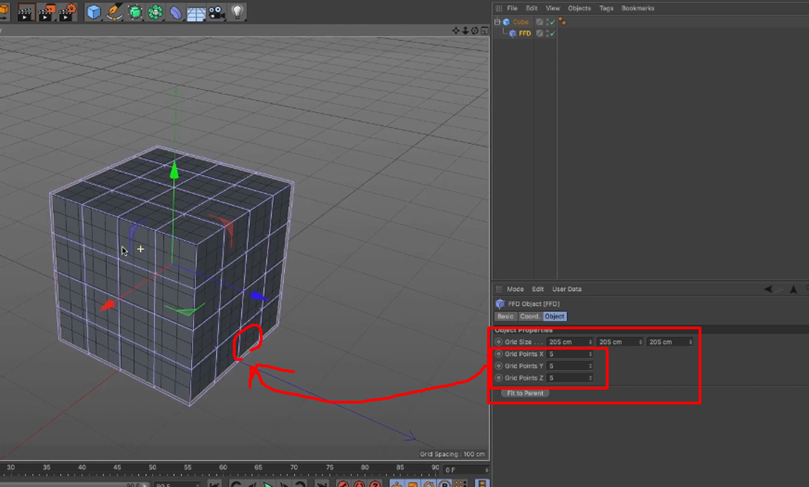 File Edit View Objects Tags Bookmarks
Cube
FFD
Mode Edit User Data
FFD Object [FFD]
Basic Coord. Object
Object Properties
Grid Size . . . 205 cm 205 cm 205 cm
Grid Points X 5
Grid Points Y 5
Grid Points Z 5
Fit to Parent
Grid Spacing : 100 cm
30 35 40 45 50 55 60 65 70 75 80 85 90 0 F